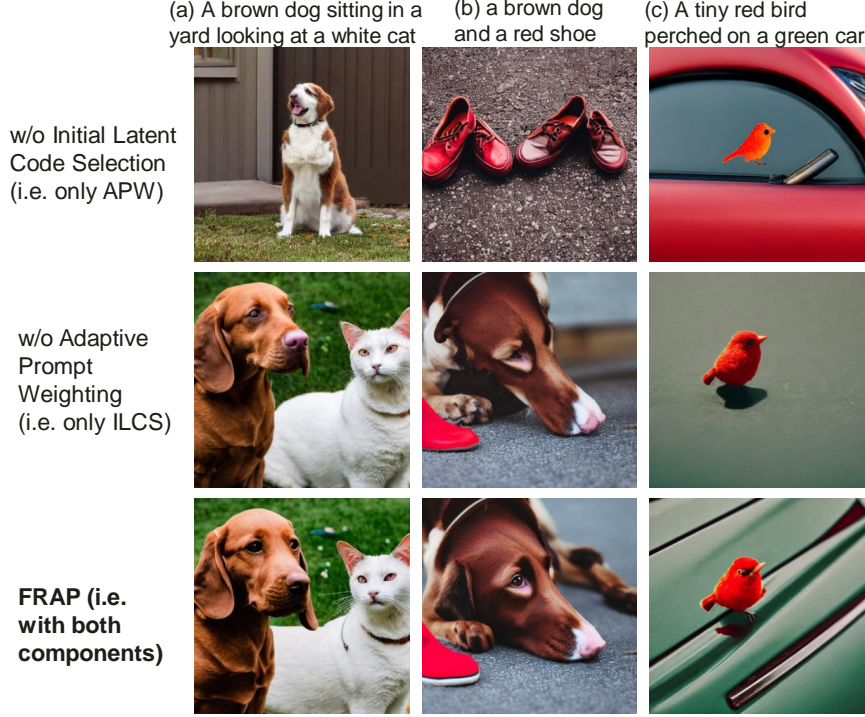 (a) A brown dog sitting in a
yard looking at a white cat
(b) a brown dog
and a red shoe
(c) A tiny red bird
perched on a green car
w/o Initial Latent
Code Selection
(i.e. only APW)
w/o Adaptive
Prompt
Weighting
(i.e. only ILCS)
FRAP (i.e.
with both
components)